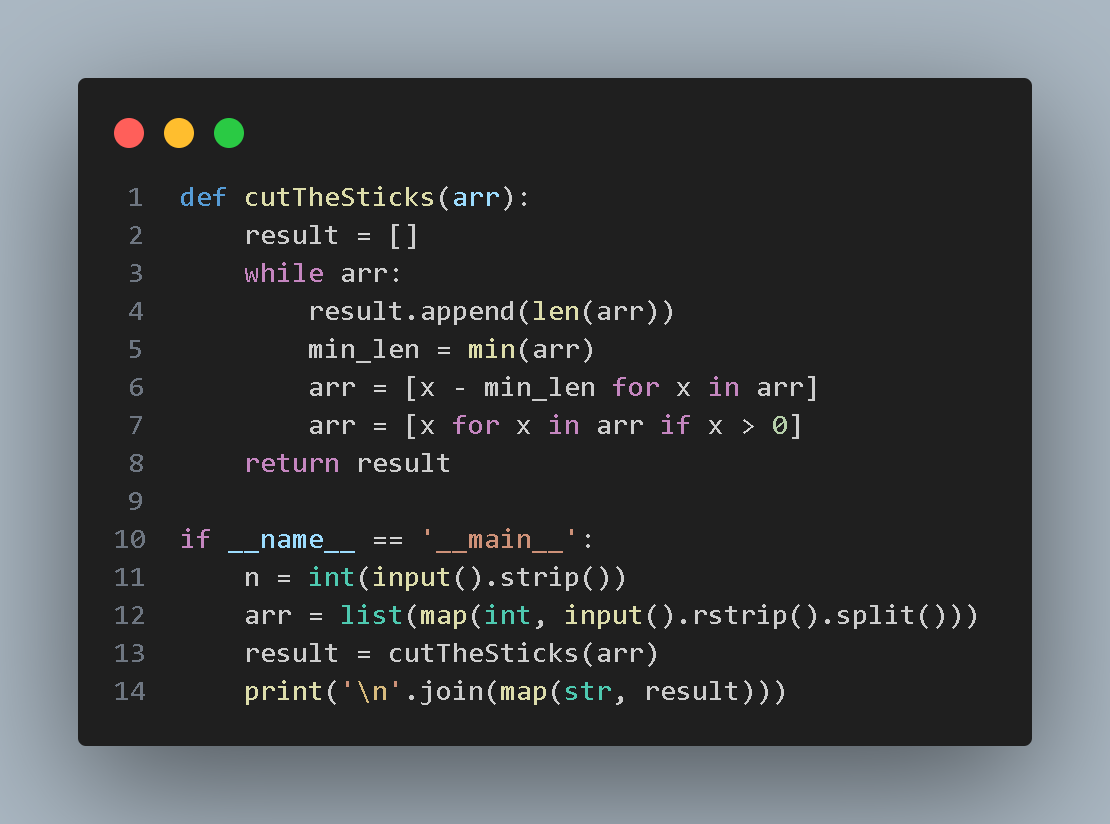 1 def cutTheSticks(arr):
2     result = []
3     while arr:
4         result.append(len(arr))
5         min_len = min(arr)
6         arr = [x - min_len for x in arr]
7         arr = [x for x in arr if x > 0]
8     return result
9
10 if __name__ == '__main__':
11     n = int(input().strip())
12     arr = list(map(int, input().rstrip().split()))
13     result = cutTheSticks(arr)
14     print('\n'.join(map(str, result)))